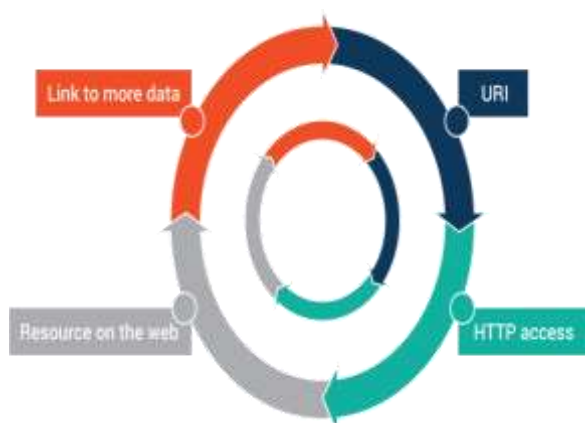 Link to more data
URI
Resource on the web
HTTP access